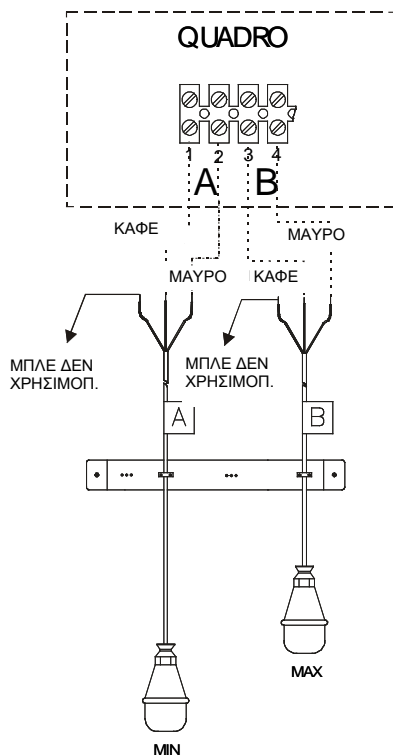 QUADRO
1 2 3 4
A B
ΚΑΦΕ
ΜΑΥΡΟ
ΜΑΥΡΟ ΚΑΦΕ
ΜΠΛΕ ΔΕΝ
ΧΡΗΣΙΜΟΠ.
ΜΠΛΕ ΔΕΝ
ΧΡΗΣΙΜΟΠ.
A B
MAX
MIN